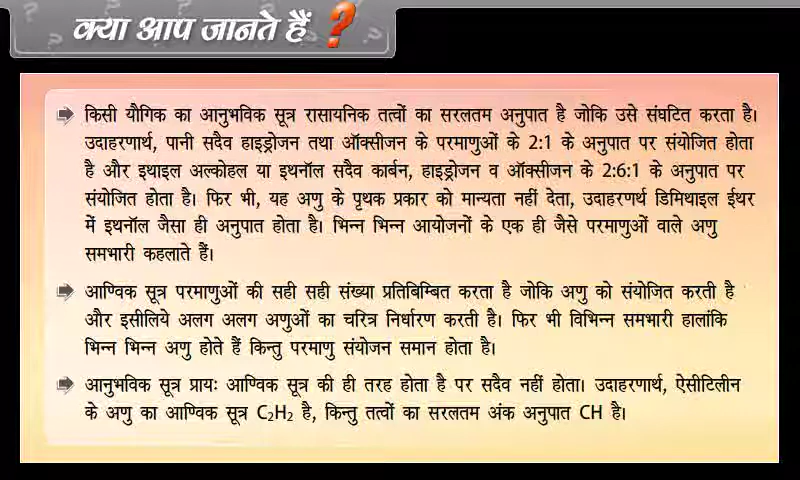 क्या आप जानते हैं ?
किसी यौगिक का आनुभविक सूत्र रासायनिक तत्वों का सरलतम अनुपात है जोकि उसे संघटित करता है।
उदाहरणार्थ, पानी सदैव हाइड्रोजन तथा ऑक्सीजन के परमाणुओं के 2:1 के अनुपात पर संयोजित होता
है और इथाइल अल्कोहल या इथनॉल सदैव कार्बन, हाइड्रोजन व ऑक्सीजन के 2:6:1 के अनुपात पर
संयोजित होता है। फिर भी, यह अणु के पृथक प्रकार को मान्यता नहीं देता, उदाहरणर्थ डिमिथाइल ईथर
में इथनॉल जैसा ही अनुपात होता है। भिन्न भिन्न आयोजनों के एक ही जैसे परमाणुओं वाले अणु
समभारी कहलाते हैं।
आण्विक सूत्र परमाणुओं की सही सही संख्या प्रतिबिम्बित करता है जोकि अणु को संयोजित करती है
और इसीलिये अलग अलग अणुओं का चरित्र निर्धारण करती है। फिर भी विभिन्न समभारी हालांकि
भिन्न भिन्न अणु होते हैं किन्तु परमाणु संयोजन समान होता है।
आनुभविक सूत्र प्रायः आण्विक सूत्र की ही तरह होता है पर सदैव नहीं होता। उदाहरणार्थ, ऐसीटिलीन
के अणु का आण्विक सूत्र C₂H₂ है, किन्तु तत्वों का सरलतम अंक अनुपात CH है।